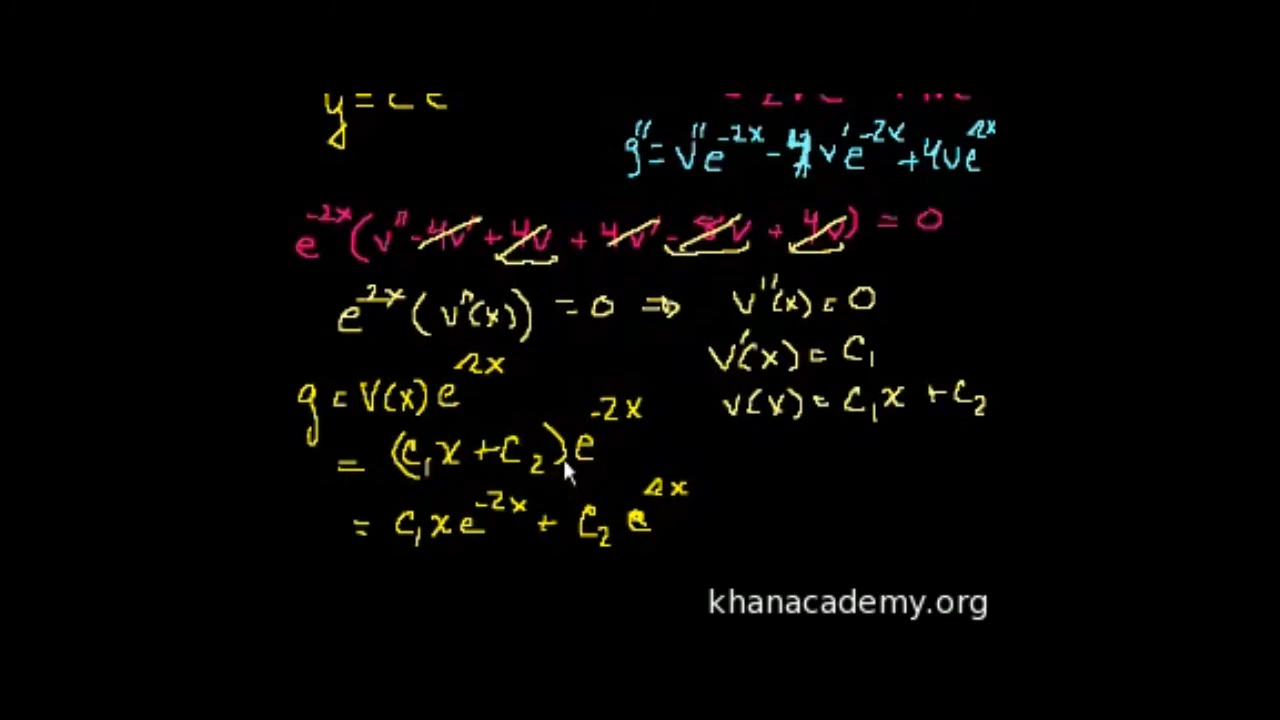 y = c e
g'' = v''e^-2x - 4v'e^-2x + 4ve^-2x
e^-2x (v'' - 4v' + 4v + 4v' - 8v + 4v) = 0
e^-2x (v''(x)) = 0 ⇒ v''(x) = 0
v'(x) = C₁
g = v(x) e^-2x
v(x) = C₁x + C₂
= (C₁x + C₂) e^-2x
= C₁xe^-2x + C₂e^-2x
khanacademy.org